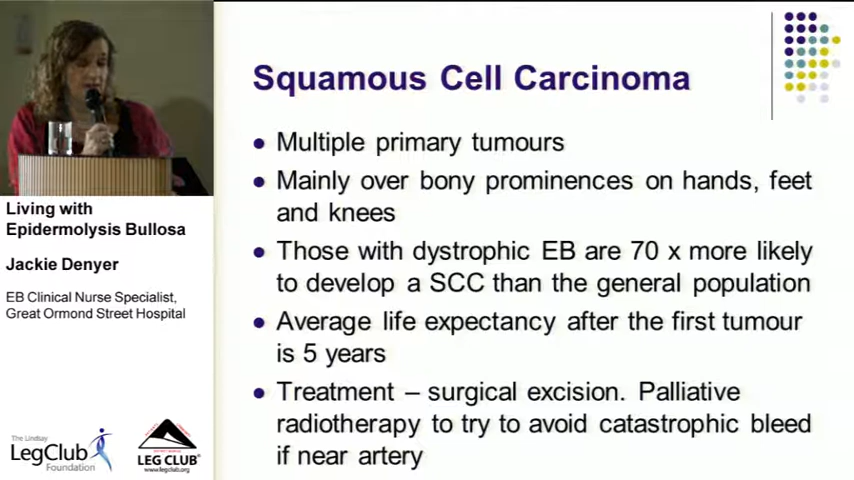 Squamous Cell Carcinoma
Multiple primary tumours
Mainly over bony prominences on hands, feet
and knees
Those with dystrophic EB are 70 x more likely
to develop a SCC than the general population
Average life expectancy after the first tumour
is 5 years
Treatment – surgical excision. Palliative
radiotherapy to try to avoid catastrophic bleed
if near artery
Living with
Epidermolysis Bullosa
Jackie Denyer
EB Clinical Nurse Specialist,
Great Ormond Street Hospital
The Lindsay
LegClub
Foundation
LEG CLUB®
www.legclub.org